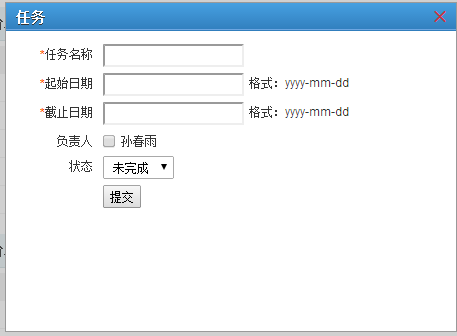 任务
*任务名称
*起始日期 格式：yyyy-mm-dd
*截止日期 格式：yyyy-mm-dd
负责人 孙春雨
状态 未完成
提交